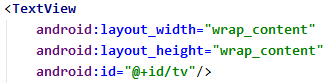 <TextView
android:layout_width="wrap_content"
android:layout_height="wrap_content"
android:id="@+id/tv"/>